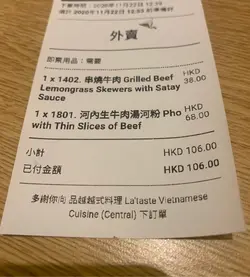 外賣
即棄用品：需要
1 x 1402. 串燒牛肉 Grilled Beef HKD
Lemongrass Skewers with Satay 38.00
Sauce
1 x 1801. 河內生牛肉湯河粉 Pho HKD
with Thin Slices of Beef 68.00
小計 HKD 106.00
已付金額 HKD 106.00
多謝你向 品越越式料理 La'taste Vietnamese
Cuisine (Central) 下訂單